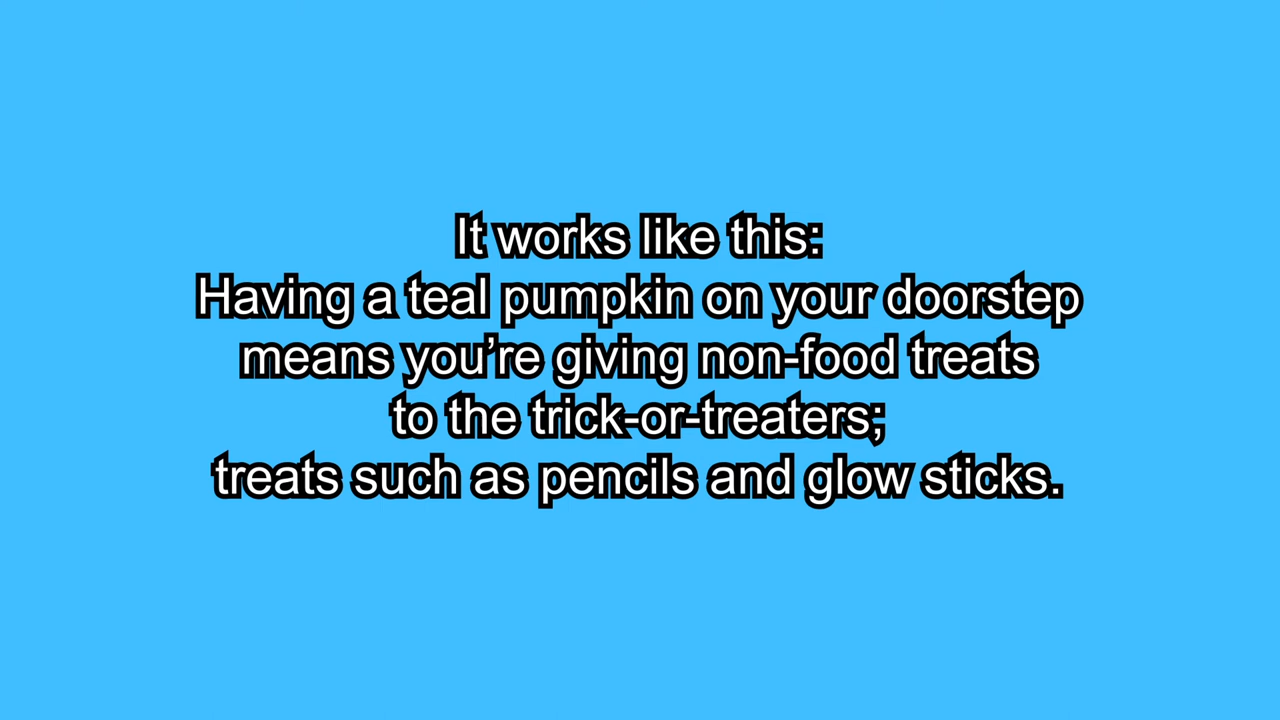 It works like this:
Having a teal pumpkin on your doorstep
means you’re giving non-food treats
to the trick-or-treaters;
treats such as pencils and glow sticks.